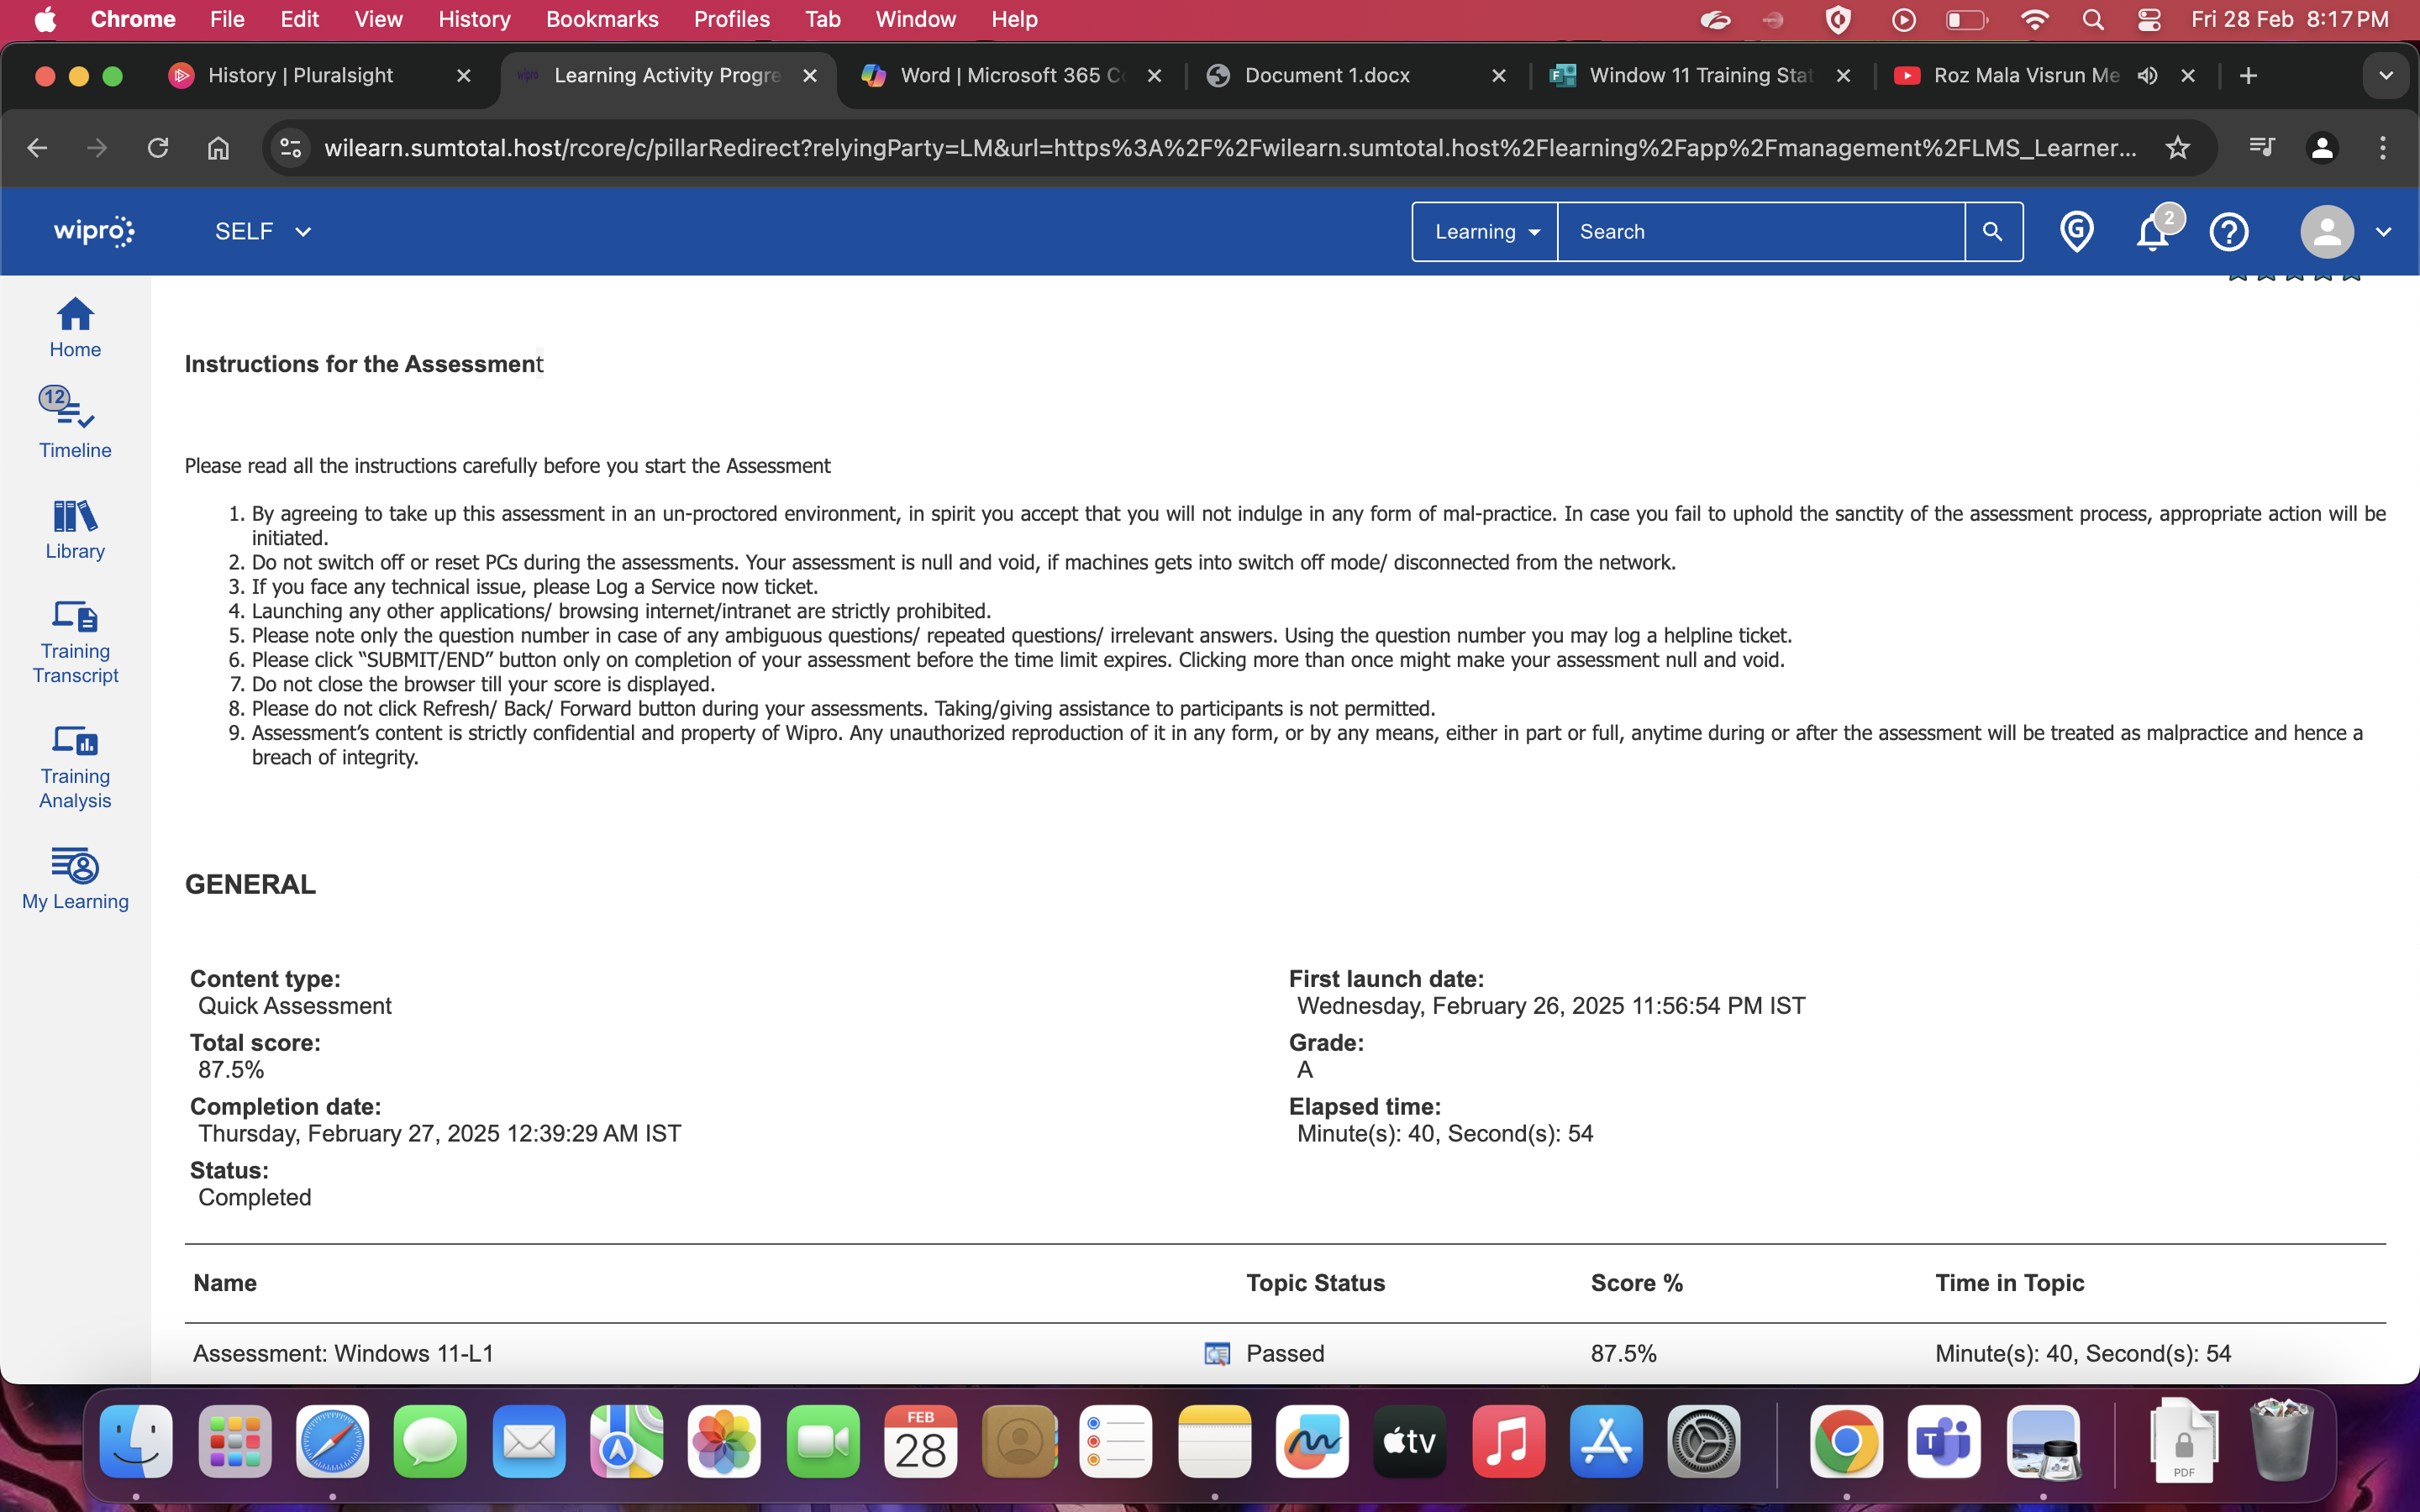 Chrome File Edit View History Bookmarks Profiles Tab Window Help Fri 28 Feb 8:17 PM
History | Pluralsight
Learning Activity Progre
Word | Microsoft 365 C
Document 1.docx
Window 11 Training Stat
Roz Mala Visrun Me
wilearn.sumtotal.host/rcore/c/pillarRedirect?relyingParty=LM&url=https%3A%2F%2Fwilearn.sumtotal.host%2Flearning%2Fapp%2Fmanagement%2FLMS_Learner...
wipro
SELF
Learning
Search
2
Home
12
Timeline
Library
Training
Transcript
Training
Analysis
My Learning
Instructions for the Assessment
Please read all the instructions carefully before you start the Assessment
1. By agreeing to take up this assessment in an un-proctored environment, in spirit you accept that you will not indulge in any form of mal-practice. In case you fail to uphold the sanctity of the assessment process, appropriate action will be
initiated.
2. Do not switch off or reset PCs during the assessments. Your assessment is null and void, if machines gets into switch off mode/ disconnected from the network.
3. If you face any technical issue, please Log a Service now ticket.
4. Launching any other applications/ browsing internet/intranet are strictly prohibited.
5. Please note only the question number in case of any ambiguous questions/ repeated questions/ irrelevant answers. Using the question number you may log a helpline ticket.
6. Please click “SUBMIT/END” button only on completion of your assessment before the time limit expires. Clicking more than once might make your assessment null and void.
7. Do not close the browser till your score is displayed.
8. Please do not click Refresh/ Back/ Forward button during your assessments. Taking/giving assistance to participants is not permitted.
9. Assessment’s content is strictly confidential and property of Wipro. Any unauthorized reproduction of it in any form, or by any means, either in part or full, anytime during or after the assessment will be treated as malpractice and hence a
breach of integrity.
GENERAL
Content type:
Quick Assessment
First launch date:
Wednesday, February 26, 2025 11:56:54 PM IST
Total score:
87.5%
Grade:
A
Completion date:
Thursday, February 27, 2025 12:39:29 AM IST
Elapsed time:
Minute(s): 40, Second(s): 54
Status:
Completed
Name Topic Status Score % Time in Topic
Assessment: Windows 11-L1 Passed 87.5% Minute(s): 40, Second(s): 54
FEB
28
tv
PDF